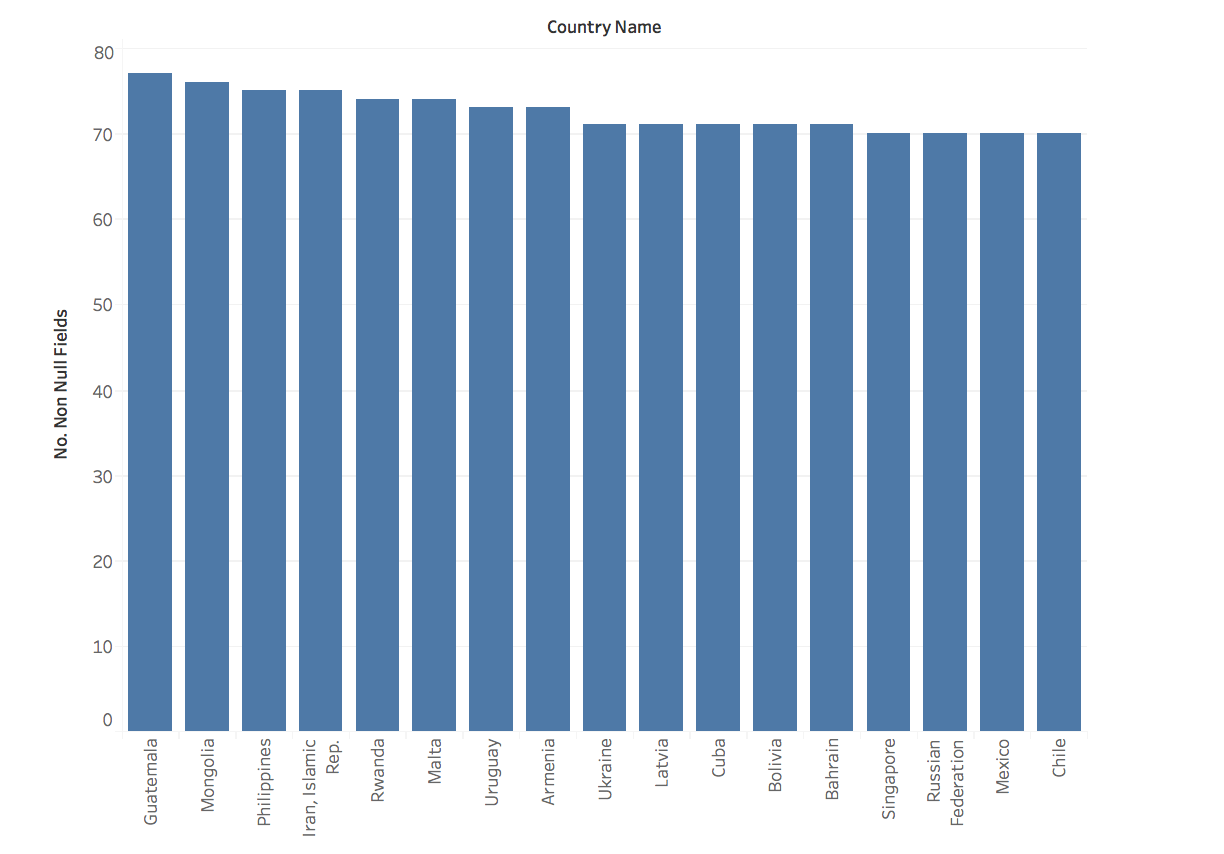 Country Name
80
70
60
50
40
30
20
10
0
No. Non Null Fields
Guatemala
Mongolia
Philippines
Iran, Islamic
Rep.
Rwanda
Malta
Uruguay
Armenia
Ukraine
Latvia
Cuba
Bolivia
Bahrain
Singapore
Russian
Federation
Mexico
Chile